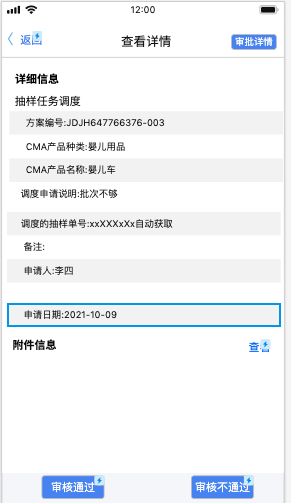 12:00
返回
查看详情
审批详情
详细信息
抽样任务调度
方案编号:JDJH647766376-003
CMA产品种类:婴儿用品
CMA产品名称:婴儿车
调度申请说明:批次不够
调度的抽样单号:xxXXXxXx自动获取
备注:
申请人:李四
申请日期:2021-10-09
附件信息
查看
审核通过
审核不通过